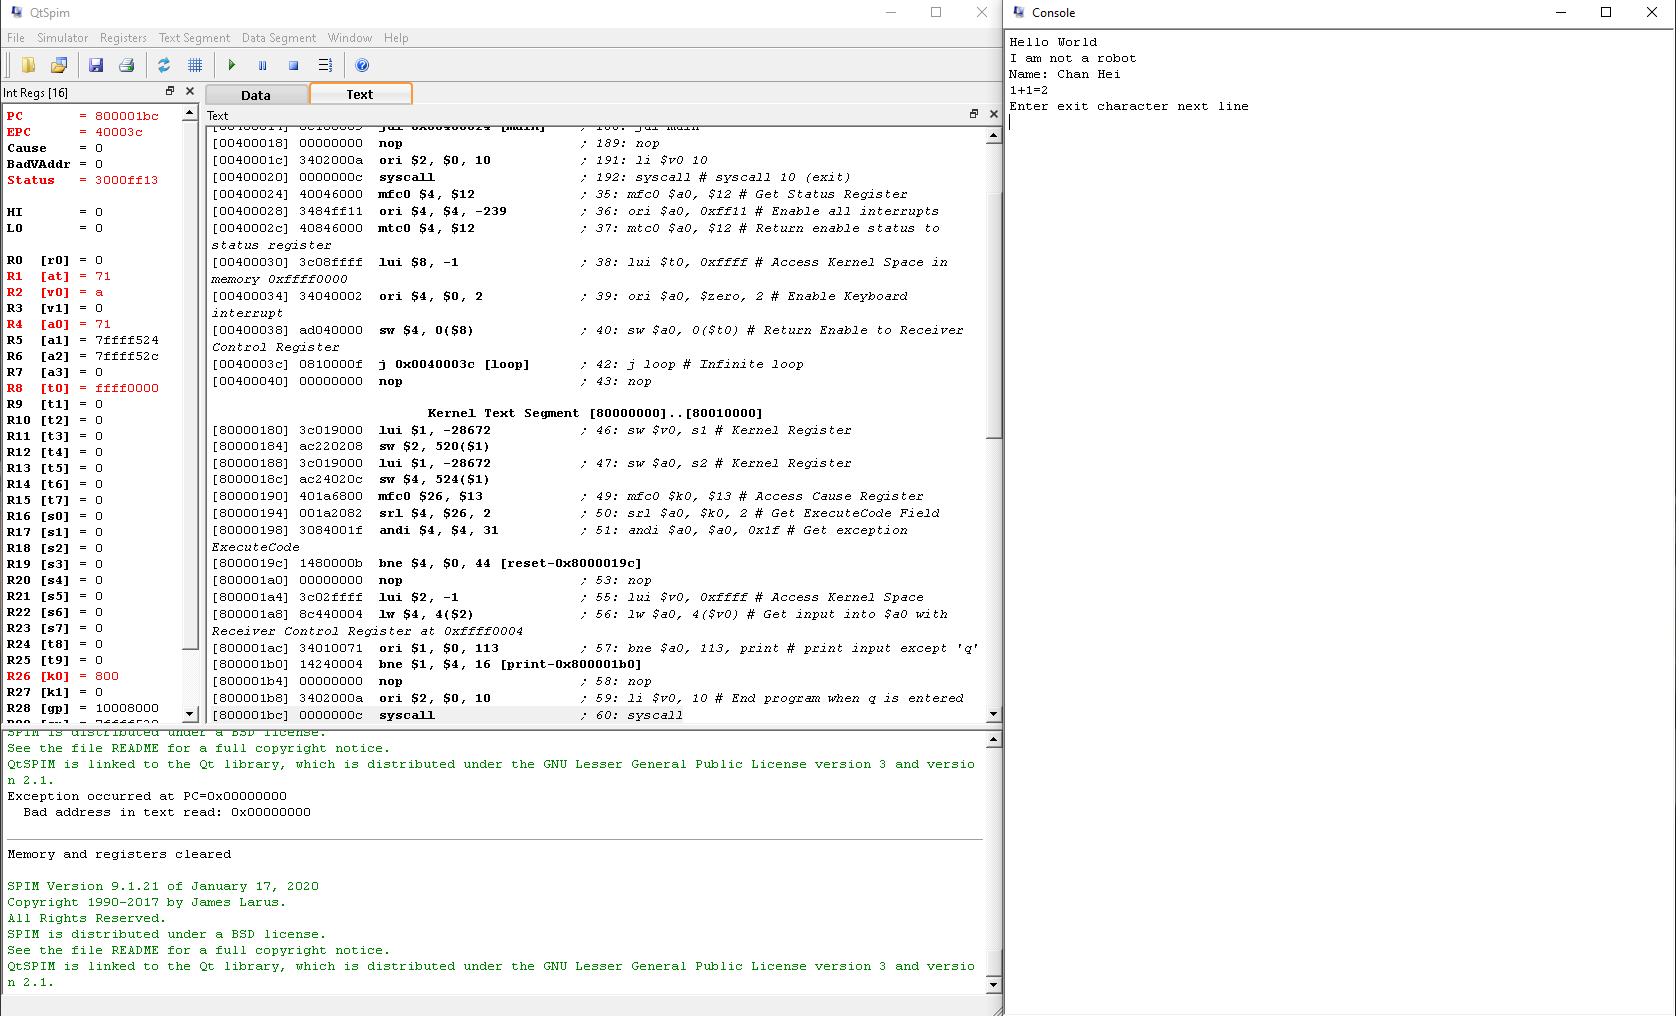 QtSpim
File Simulator Registers Text Segment Data Segment Window Help
Int Regs [16]
PC = 800001bc
EPC = 40003c
Cause = 0
BadVAddr = 0
Status = 3000ff13
HI = 0
LO = 0
R0 [r0] = 0
R1 [at] = 71
R2 [v0] = a
R3 [v1] = 0
R4 [a0] = 71
R5 [a1] = 7ffff524
R6 [a2] = 7ffff52c
R7 [a3] = 0
R8 [t0] = ffff0000
R9 [t1] = 0
R10 [t2] = 0
R11 [t3] = 0
R12 [t4] = 0
R13 [t5] = 0
R14 [t6] = 0
R15 [t7] = 0
R16 [s0] = 0
R17 [s1] = 0
R18 [s2] = 0
R19 [s3] = 0
R20 [s4] = 0
R21 [s5] = 0
R22 [s6] = 0
R23 [s7] = 0
R24 [t8] = 0
R25 [t9] = 0
R26 [k0] = 800
R27 [k1] = 0
R28 [gp] = 10008000
Data Text
Text
[00400018] 00000000 nop ; 189: nop
[0040001c] 3402000a ori $2, $0, 10 ; 191: li $v0 10
[00400020] 0000000c syscall ; 192: syscall # syscall 10 (exit)
[00400024] 40046000 mfc0 $4, $12 ; 35: mfc0 $a0, $12 # Get Status Register
[00400028] 3484ff11 ori $4, $4, -239 ; 36: ori $a0, 0xff11 # Enable all interrupts
[0040002c] 40846000 mtc0 $4, $12 ; 37: mtc0 $a0, $12 # Return enable status to
status register
[00400030] 3c08ffff lui $8, -1 ; 38: lui $t0, 0xffff # Access Kernel Space in
memory 0xffff0000
[00400034] 34040002 ori $4, $0, 2 ; 39: ori $a0, $zero, 2 # Enable Keyboard
interrupt
[00400038] ad040000 sw $4, 0($8) ; 40: sw $a0, 0($t0) # Return Enable to Receiver
Control Register
[0040003c] 0810000f j 0x0040003c [loop] ; 42: j loop # Infinite loop
[00400040] 00000000 nop ; 43: nop
Kernel Text Segment [80000000]..[80010000]
[80000180] 3c019000 lui $1, -28672 ; 46: sw $v0, s1 # Kernel Register
[80000184] ac220208 sw $2, 520($1)
[80000188] 3c019000 lui $1, -28672 ; 47: sw $a0, s2 # Kernel Register
[8000018c] ac24020c sw $4, 524($1)
[80000190] 401a6800 mfc0 $26, $13 ; 49: mfc0 $k0, $13 # Access Cause Register
[80000194] 001a2082 srl $4, $26, 2 ; 50: srl $a0, $k0, 2 # Get ExecuteCode Field
[80000198] 3084001f andi $4, $4, 31 ; 51: andi $a0, $a0, 0x1f # Get exception
ExecuteCode
[8000019c] 1480000b bne $4, $0, 44 [reset-0x8000019c]
[800001a0] 00000000 nop ; 53: nop
[800001a4] 3c02ffff lui $2, -1 ; 55: lui $v0, 0xffff # Access Kernel Space
[800001a8] 8c440004 lw $4, 4($2) ; 56: lw $a0, 4($v0) # Get input into $a0 with
Receiver Control Register at 0xffff0004
[800001ac] 34010071 ori $1, $0, 113 ; 57: bne $a0, 113, print # print input except 'q'
[800001b0] 14240004 bne $1, $4, 16 [print-0x800001b0]
[800001b4] 00000000 nop ; 58: nop
[800001b8] 3402000a ori $2, $0, 10 ; 59: li $v0, 10 # End program when q is entered
[800001bc] 0000000c syscall ; 60: syscall
SPIM is distributed under a BSD license.
See the file README for a full copyright notice.
QtSPIM is linked to the Qt library, which is distributed under the GNU Lesser General Public License version 3 and versio
n 2.1.
Exception occurred at PC=0x00000000
Bad address in text read: 0x00000000
Memory and registers cleared
SPIM Version 9.1.21 of January 17, 2020
Copyright 1990-2017 by James Larus.
All Rights Reserved.
SPIM is distributed under a BSD license.
See the file README for a full copyright notice.
QtSPIM is linked to the Qt library, which is distributed under the GNU Lesser General Public License version 3 and versio
n 2.1.
Console
Hello World
I am not a robot
Name: Chan Hei
1+1=2
Enter exit character next line